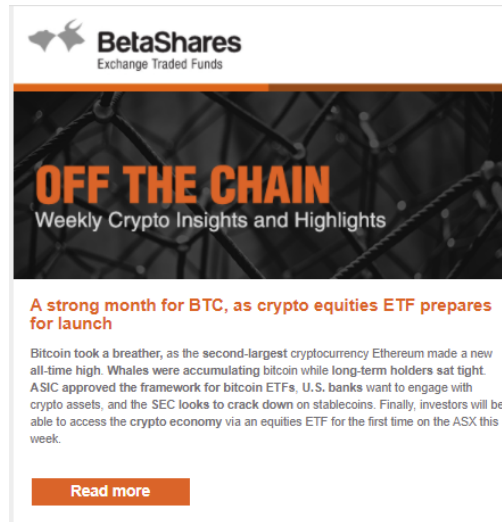 BetaShares
Exchange Traded Funds
OFF THE CHAIN
Weekly Crypto Insights and Highlights
A strong month for BTC, as crypto equities ETF prepares
for launch
Bitcoin took a breather, as the second-largest cryptocurrency Ethereum made a new
all-time high. Whales were accumulating bitcoin while long-term holders sat tight.
ASIC approved the framework for bitcoin ETFs, U.S. banks want to engage with
crypto assets, and the SEC looks to crack down on stablecoins. Finally, investors will be
able to access the crypto economy via an equities ETF for the first time on the ASX this
week.
Read more